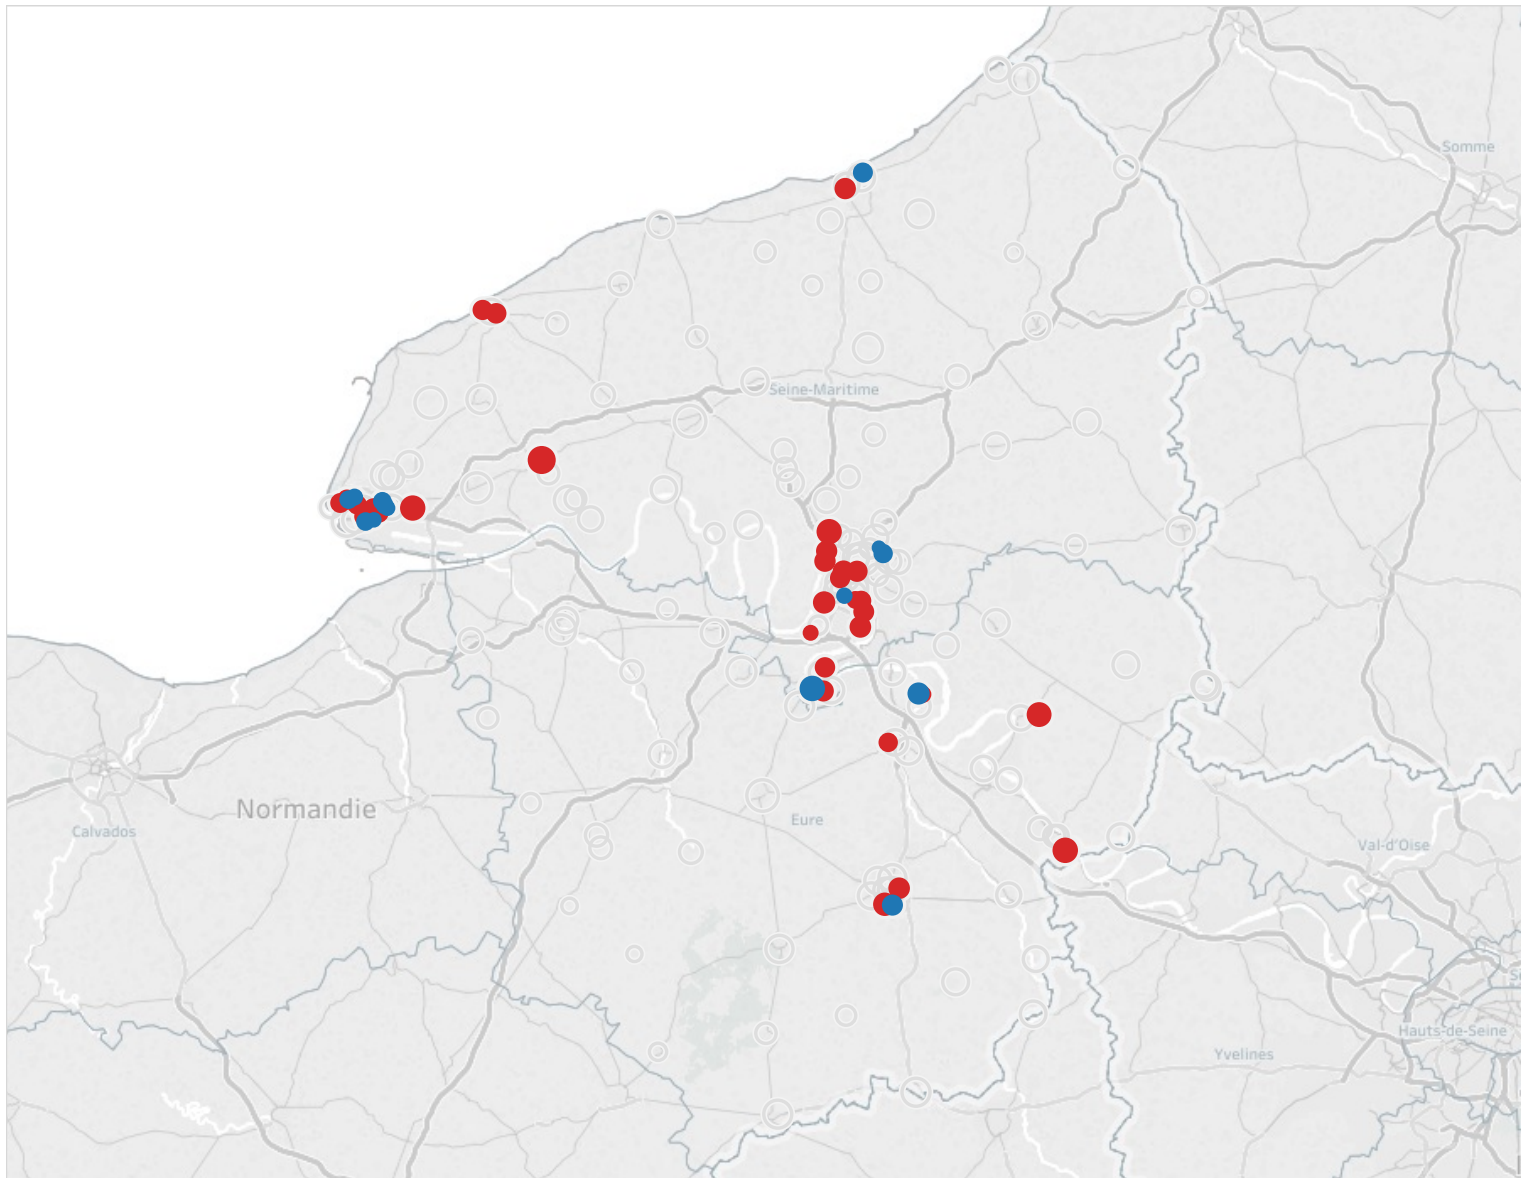 Somme
Seine-Maritime
Normandie
Calvados
Eure
Val-d'Oise
Hauts-de-Seine
Yvelines